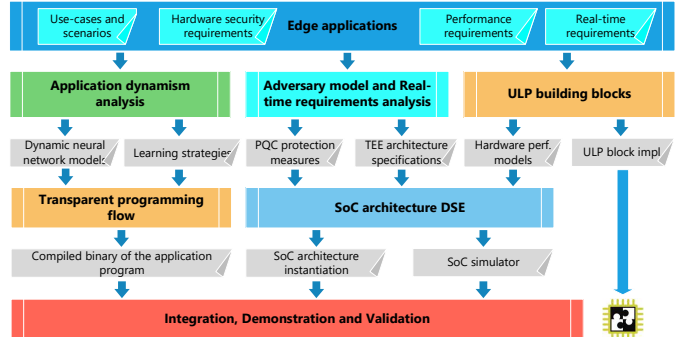 Use-cases and
scenarios
Hardware security
requirements
Edge applications
Performance
requirements
Real-time
requirements
Application dynamism
analysis
Adversary model and Real-
time requirements analysis
ULP building blocks
Dynamic neural
network models
Learning strategies
PQC protection
measures
TEE architecture
specifications
Hardware perf.
models
ULP block impl
Transparent programming
flow
SoC architecture DSE
Compiled binary of the application
program
SoC architecture
instantiation
SoC simulator
Integration, Demonstration and Validation